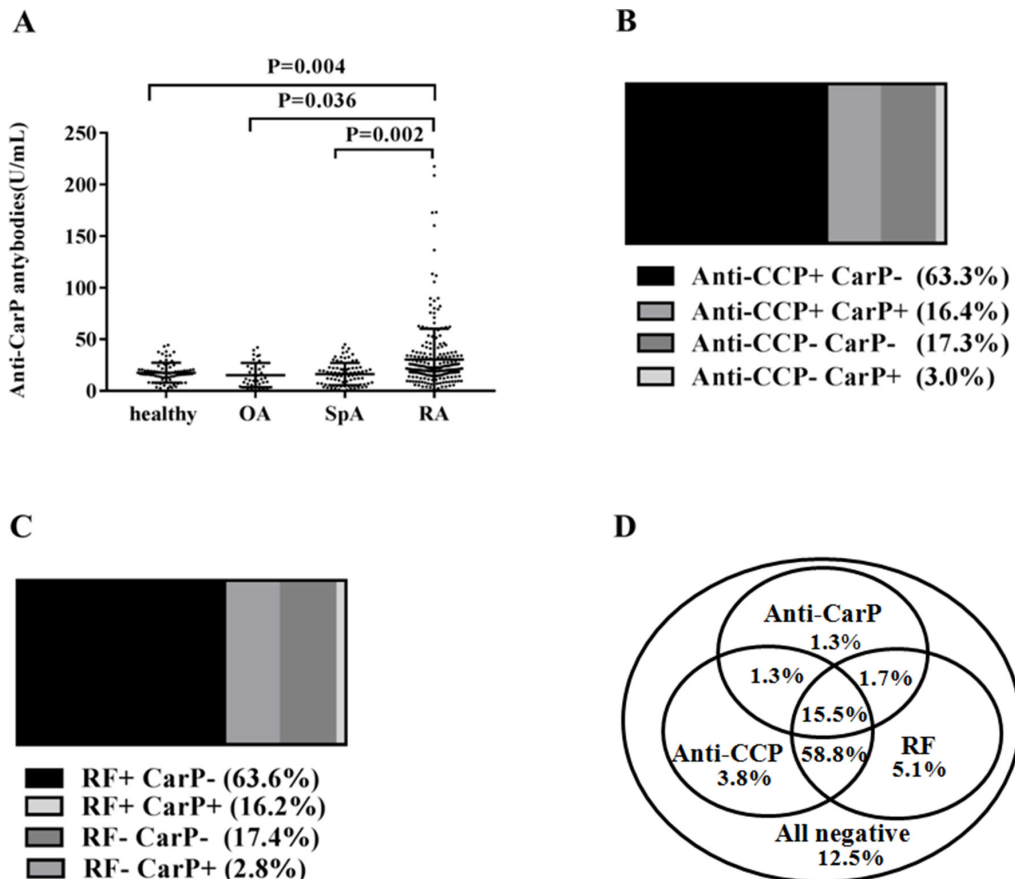 A
P=0.004
P=0.036
P=0.002
Anti-CarP antybodies(U/mL)
250
200
150
100
50
0
healthy OA SpA RA
B
Anti-CCP+ CarP- (63.3%)
Anti-CCP+ CarP+ (16.4%)
Anti-CCP- CarP- (17.3%)
Anti-CCP- CarP+ (3.0%)
C
RF+ CarP- (63.6%)
RF+ CarP+ (16.2%)
RF- CarP- (17.4%)
RF- CarP+ (2.8%)
D
Anti-CarP
1.3%
1.3% 1.7%
15.5%
Anti-CCP 58.8% RF
3.8% 5.1%
All negative
12.5%